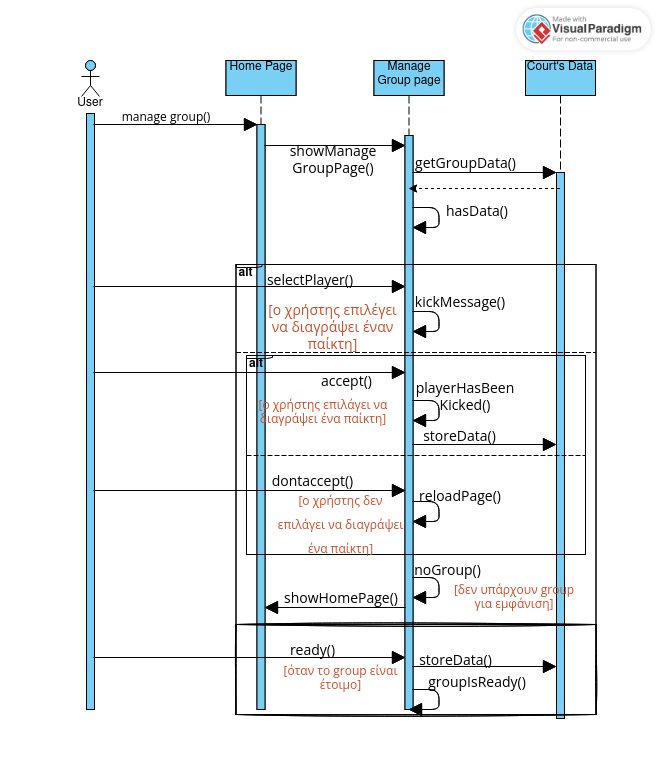 Made with
VisualParadigm
For non-commercial use
Home Page
Manage
Group page
Court's Data
User
manage group()
showManage
GroupPage()
getGroupData()
hasData()
alt
selectPlayer()
kickMessage()
[ο χρήστης επιλέγει
να διαγράψει έναν
παίκτη]
alt
accept()
playerHasBeen
Kicked()
[ο χρήστης επιλάγει να
διαγράψει ένα παίκτη]
storeData()
dontaccept()
reloadPage()
[ο χρήστης δεν
επιλάγει να διαγράψει
ένα παίκτη]
noGroup()
[δεν υπάρχουν group
για εμφάνιση]
showHomePage()
ready()
storeData()
[όταν το group είναι
έτοιμο]
groupIsReady()